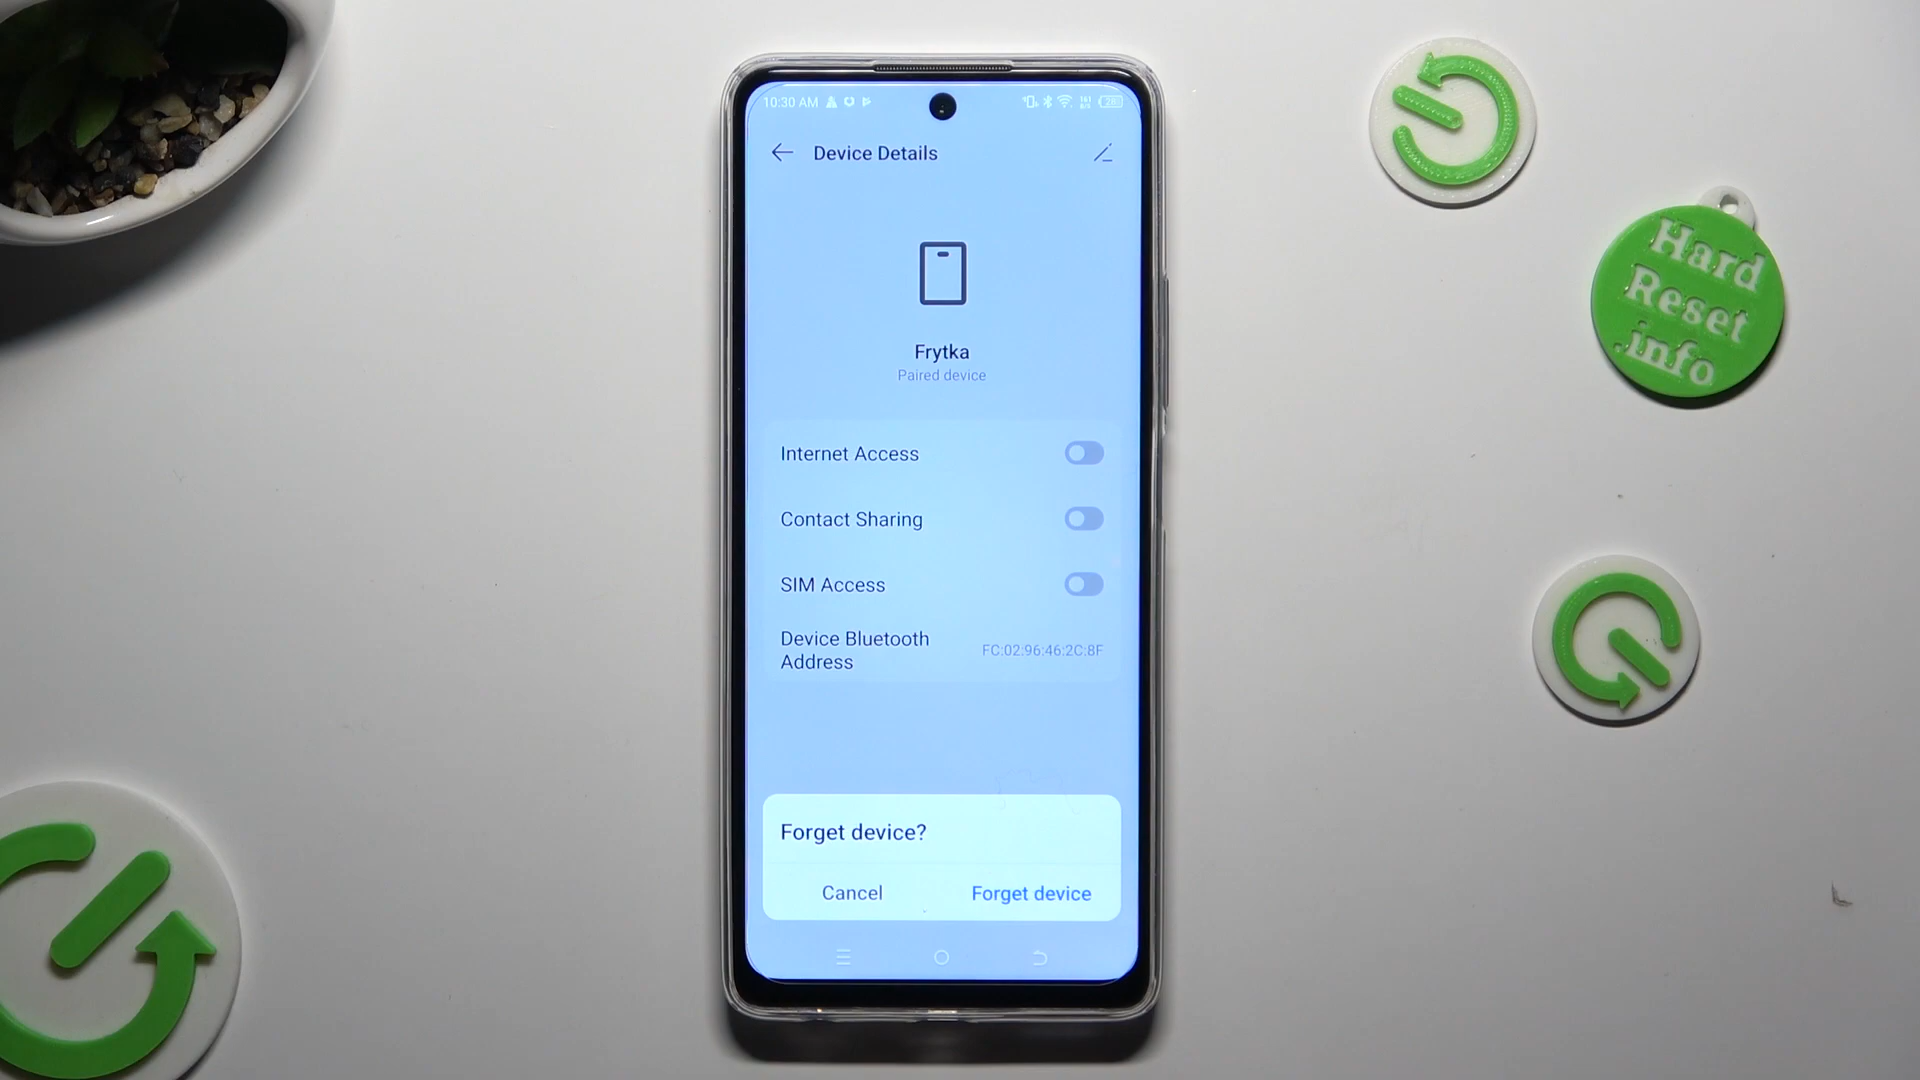 10:30 AM
Device Details
Frytka
Paired device
Internet Access
Contact Sharing
SIM Access
Device Bluetooth
Address
FC:02:96:46:2C:8F
Forget device?
Cancel
Forget device
Hard
Reset
.info